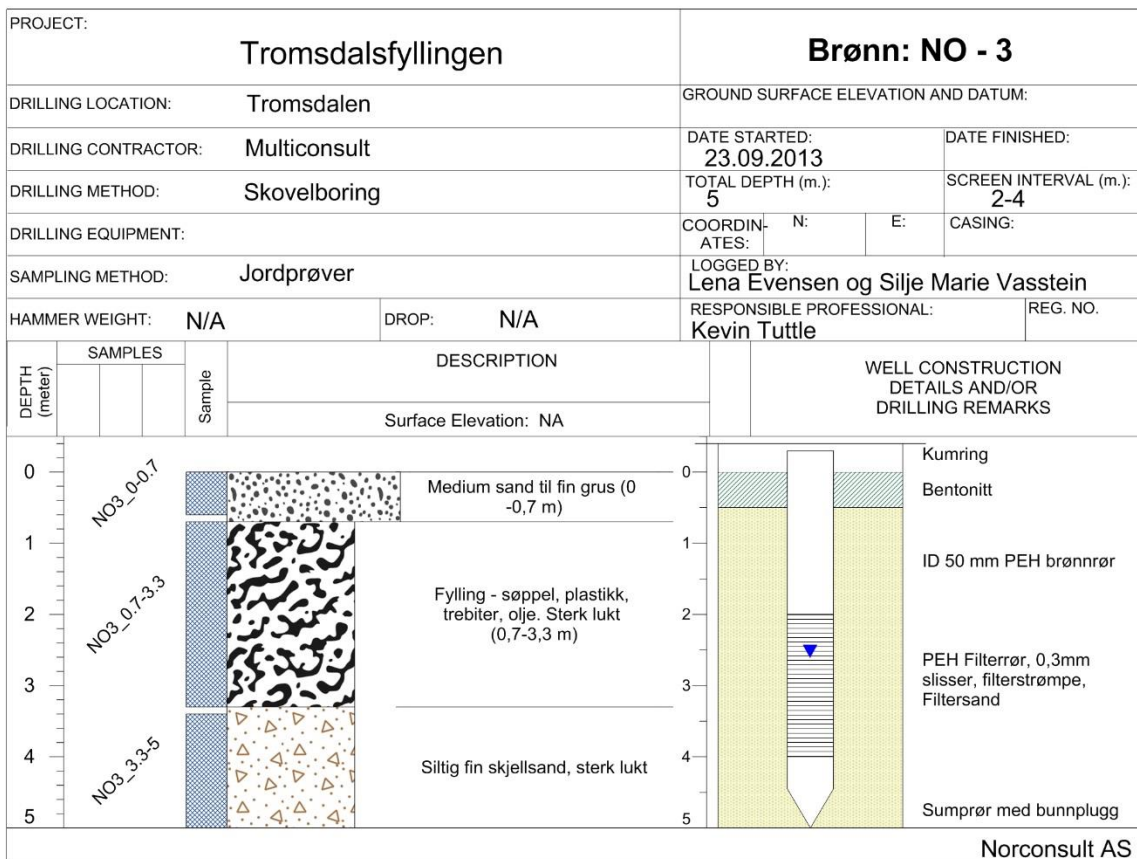 PROJECT:
Tromsdalsfyllingen
Brønn: NO - 3
DRILLING LOCATION: Tromsdalen
GROUND SURFACE ELEVATION AND DATUM:
DRILLING CONTRACTOR: Multiconsult
DATE STARTED:
23.09.2013
DATE FINISHED:
DRILLING METHOD: Skovelboring
TOTAL DEPTH (m.):
5
SCREEN INTERVAL (m.):
2-4
DRILLING EQUIPMENT:
COORDIN-
ATES:
N:
E:
CASING:
SAMPLING METHOD: Jordprøver
LOGGED BY:
Lena Evensen og Silje Marie Vasstein
HAMMER WEIGHT: N/A
DROP: N/A
RESPONSIBLE PROFESSIONAL:
Kevin Tuttle
REG. NO.
DEPTH
(meter)
SAMPLES
Sample
DESCRIPTION
Surface Elevation: NA
WELL CONSTRUCTION
DETAILS AND/OR
DRILLING REMARKS
0
1
2
3
4
5
NO3_0-0.7
NO3_0.7-3.3
NO3_3.3-5
Medium sand til fin grus (0
-0,7 m)
Fylling - søppel, plastikk,
trebiter, olje. Sterk lukt
(0,7-3,3 m)
Siltig fin skjellsand, sterk lukt
0
1
2
3
4
5
Kumring
Bentonitt
ID 50 mm PEH brønnrør
PEH Filterrør, 0,3mm
slisser, filterstrømpe,
Filtersand
Sumprør med bunnplugg
Norconsult AS